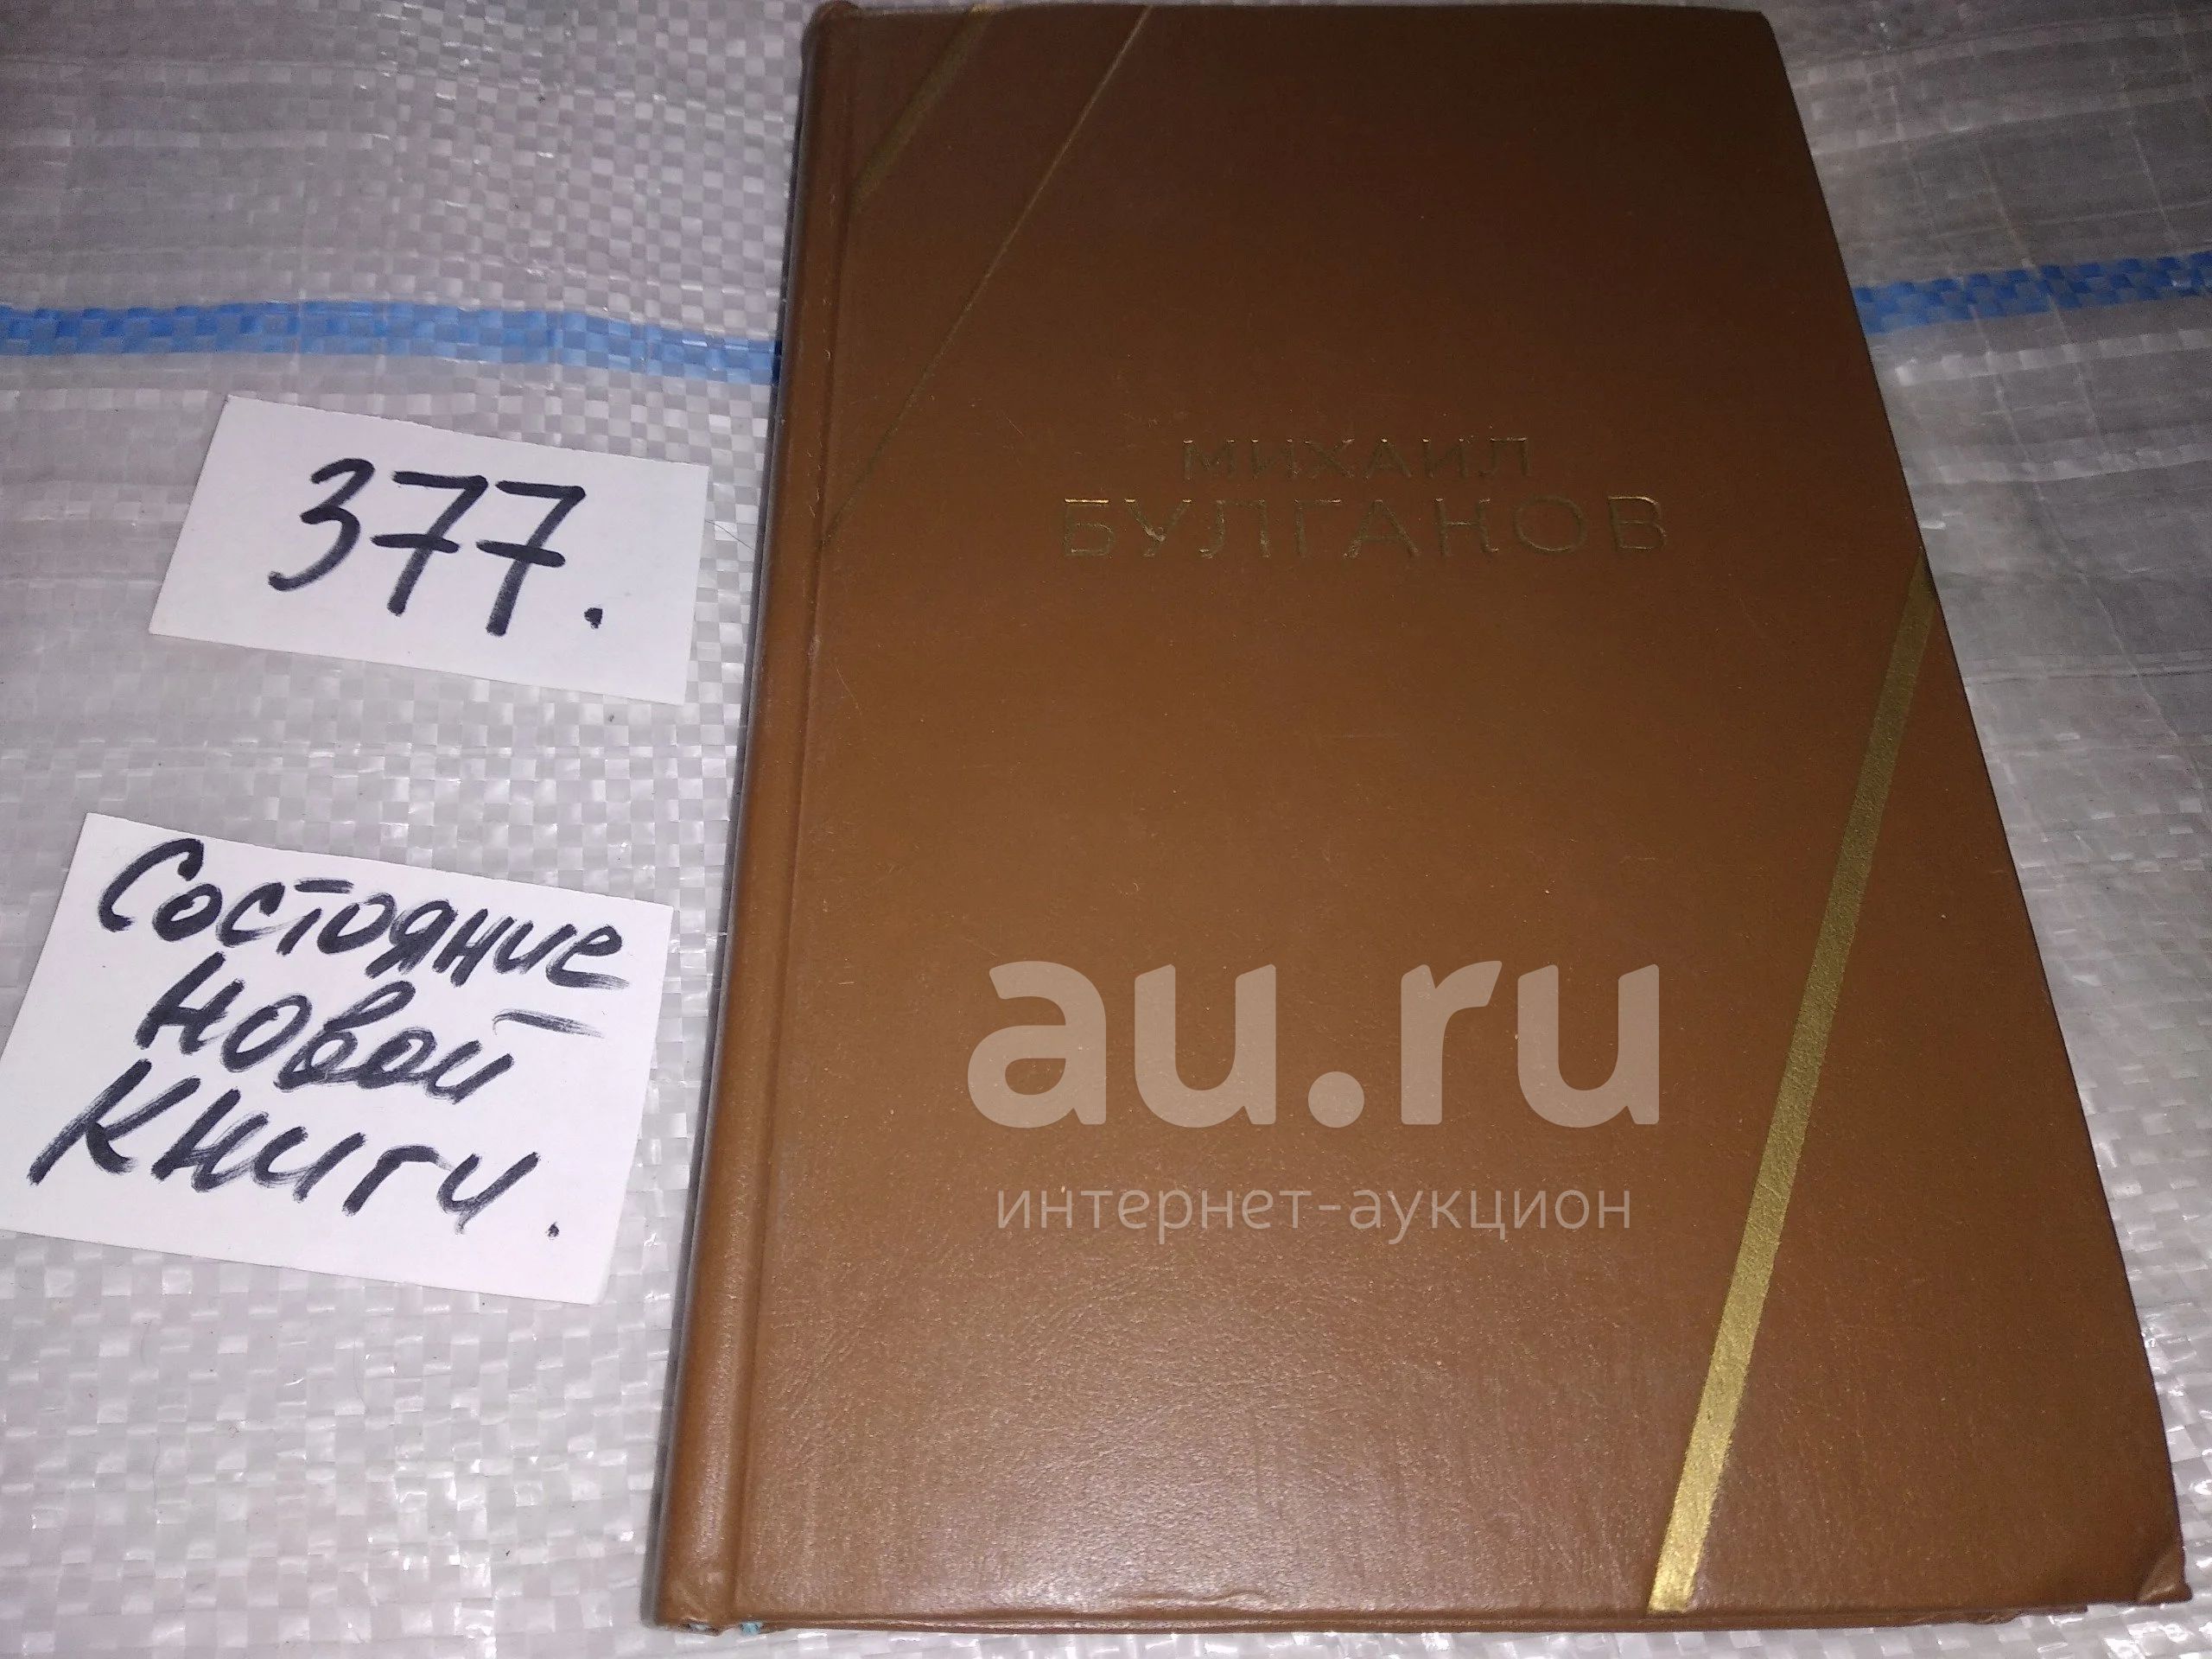 377.
Состояние
новой
книги.
МИХАИЛ
БУЛГАКОВ
au.ru
интернет-аукцион